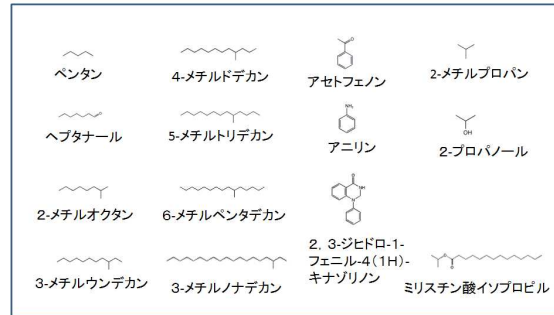 ペンタン
4-メチルドデカン
アセトフェノン
2-メチルプロパン
ヘプタナール
5-メチルトリデカン
NH₂
アニリン
OH
2-プロパノール
2-メチルオクタン
6-メチルペンタデカン
O
NH
N
2, 3-ジヒドロ-1-
フェニル-4(1H)-
キナゾリノン
3-メチルウンデカン
3-メチルノナデカン
O
O
ミリスチン酸イソプロピル